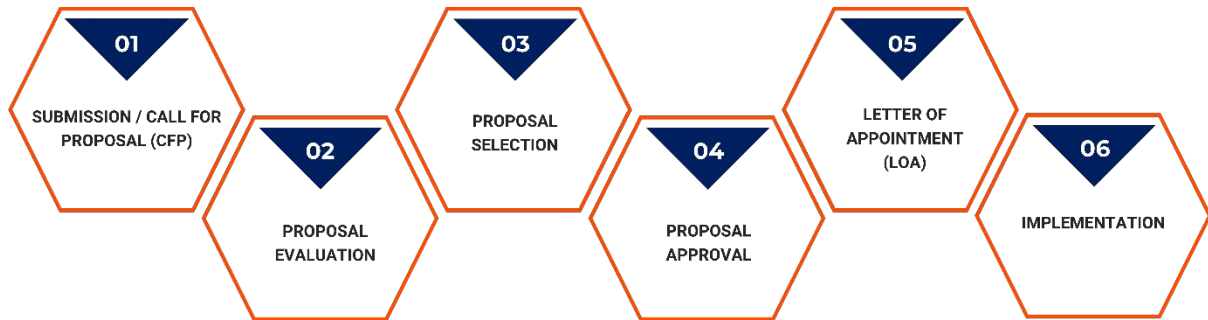 01
SUBMISSION / CALL FOR
PROPOSAL (CFP)
02
PROPOSAL
EVALUATION
03
PROPOSAL
SELECTION
04
PROPOSAL
APPROVAL
05
LETTER OF
APPOINTMENT
(LOA)
06
IMPLEMENTATION